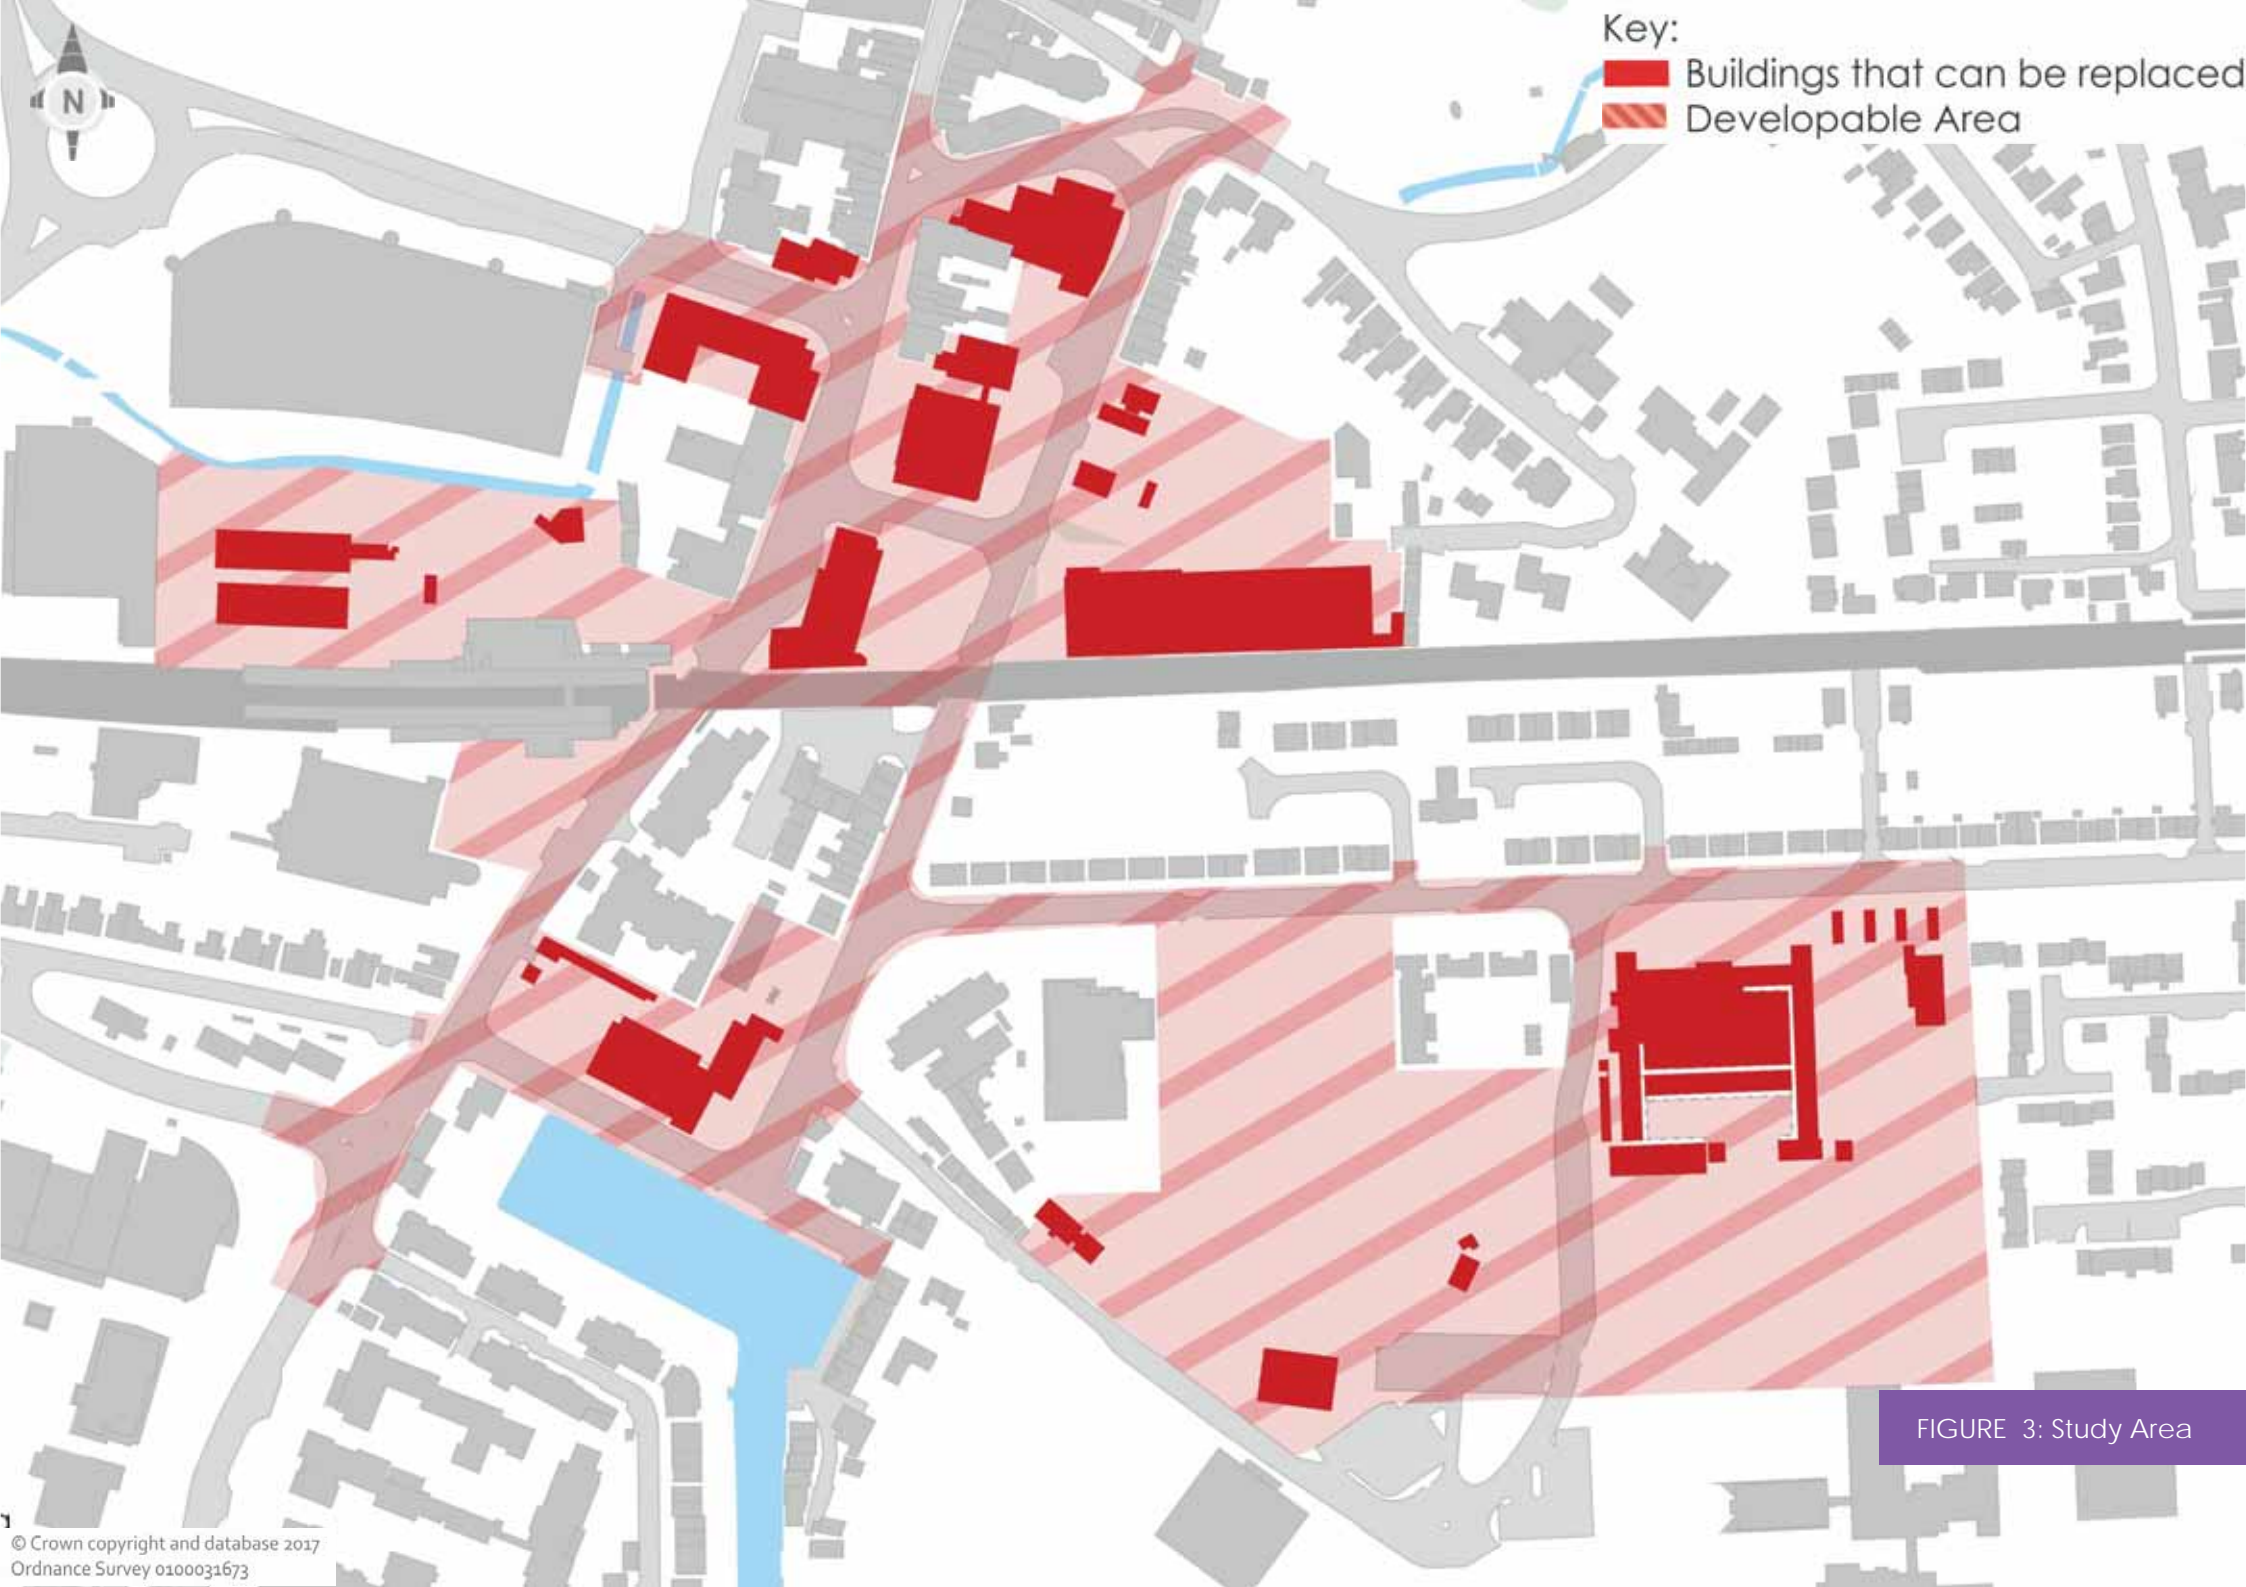 N
Key:
Buildings that can be replaced
Developable Area
FIGURE 3: Study Area
© Crown copyright and database 2017
Ordnance Survey 0100031673